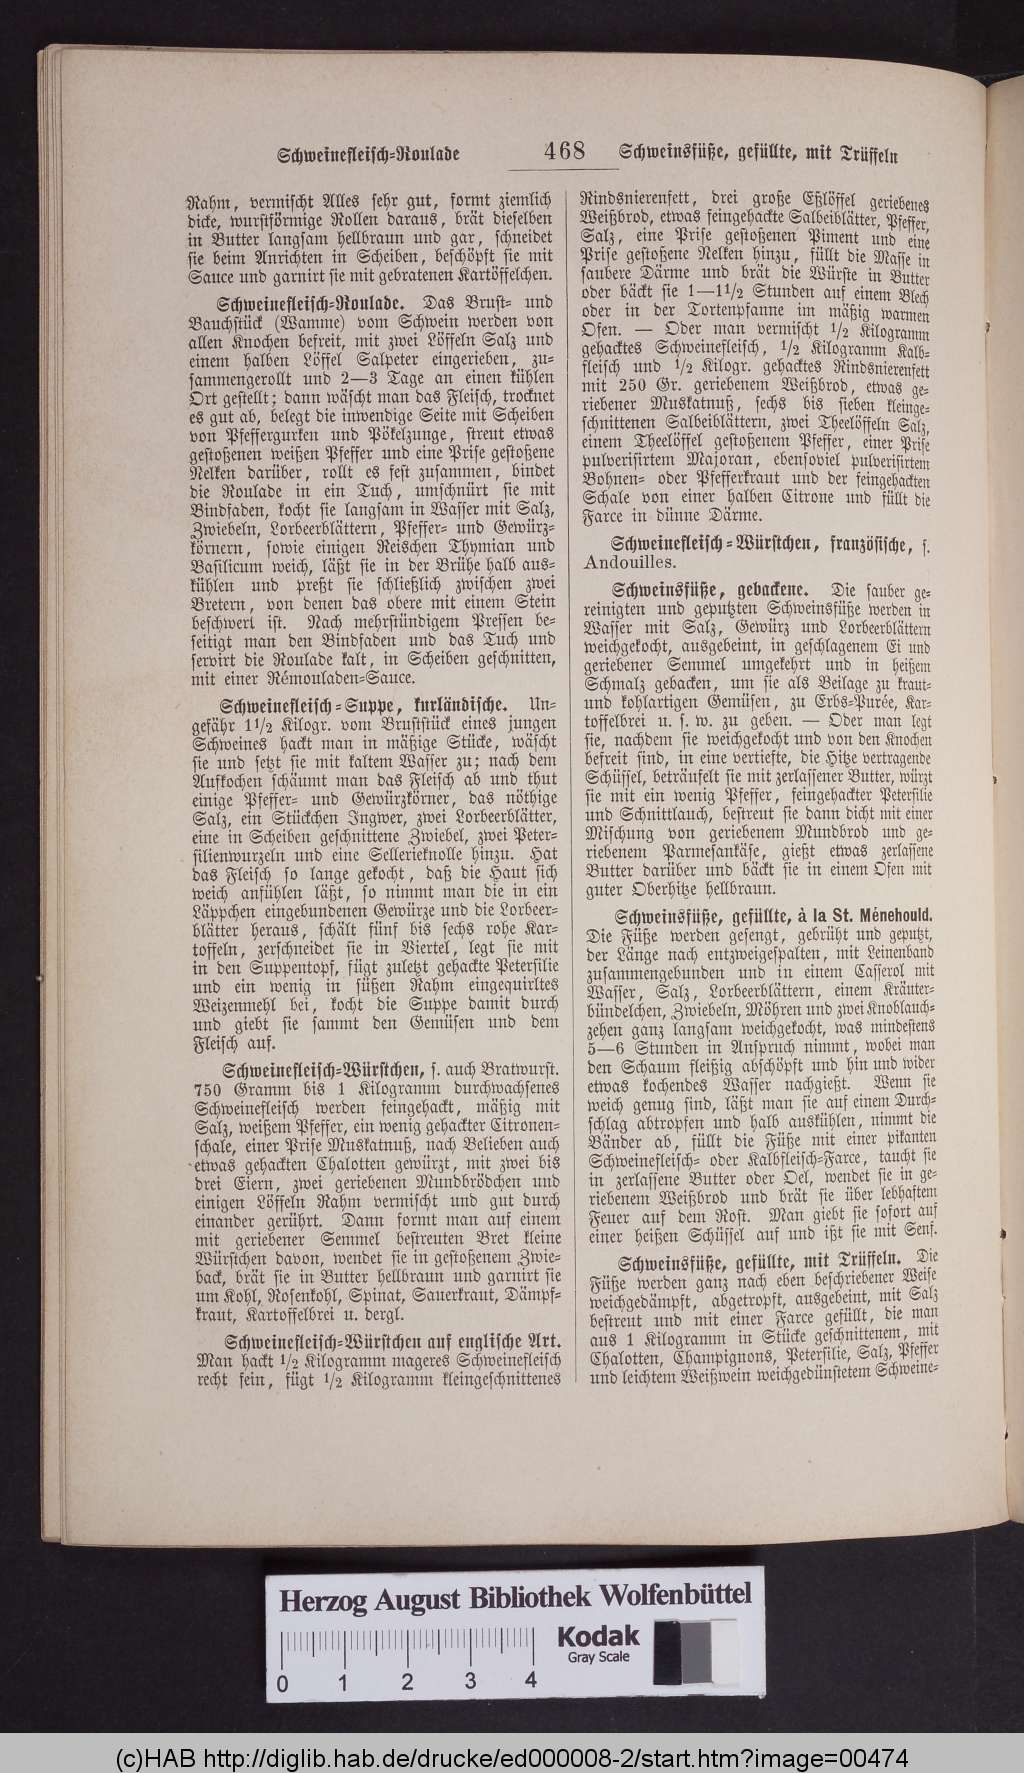 Schweinefleisch-Roulade 468 Schweinsfüße, gefüllte, mit Trüffeln
Rahm, vermischt Alles sehr gut, formt ziemlich
dicke, wurstförmige Rollen daraus, brät dieselben
in Butter langsam hellbraun und gar, schneidet
sie beim Anrichten in Scheiben, beschöpft sie mit
Sauce und garnirt sie mit gebratenen Kartöffelchen.
Schweinefleisch-Roulade. Das Brust- und
Bauchstück (Wamme) vom Schwein werden von
allen Knochen befreit, mit zwei Löffeln Salz und
einem halben Löffel Salpeter eingerieben, zu-
sammengerollt und 2—3 Tage an einen kühlen
Ort gestellt; dann wäscht man das Fleisch, trocknet
es gut ab, belegt die inwendige Seite mit Scheiben
von Pfeffergurken und Pökelzunge, streut etwas
gestoßenen weißen Pfeffer und eine Prise gestoßene
Nelken darüber, rollt es fest zusammen, bindet
die Roulade in ein Tuch, umschnürt sie mit
Bindfaden, kocht sie langsam in Wasser mit Salz,
Zwiebeln, Lorbeerblättern, Pfeffer- und Gewürz-
körnern, sowie einigen Reischen Thymian und
Basilicum weich, läßt sie in der Brühe halb aus-
kühlen und preßt sie schließlich zwischen zwei
Bretern, von denen das obere mit einem Stein
beschwert ist. Nach mehrstündigem Pressen be-
seitigt man den Bindfaden und das Tuch und
servirt die Roulade kalt, in Scheiben geschnitten,
mit einer Rémouladen-Sauce.
Schweinefleisch-Suppe, kurländische. Un-
gefähr 1 1/2 Kilogr. vom Bruststück eines jungen
Schweines hackt man in mäßige Stücke, wäscht
sie und setzt sie mit kaltem Wasser zu; nach dem
Aufkochen schäumt man das Fleisch ab und thut
einige Pfeffer- und Gewürzkörner, das nöthige
Salz, ein Stückchen Ingwer, zwei Lorbeerblätter,
eine in Scheiben geschnittene Zwiebel, zwei Peter-
silienwurzeln und eine Sellerieknolle hinzu. Hat
das Fleisch so lange gekocht, daß die Haut sich
weich anfühlen läßt, so nimmt man die in ein
Läppchen eingebundenen Gewürze und die Lorbeer-
blätter heraus, schält fünf bis sechs rohe Kar-
toffeln, zerschneidet sie in Viertel, legt sie mit
in den Suppentopf, fügt zuletzt gehackte Petersilie
und ein wenig in süßen Rahm eingequirltes
Weizenmehl bei, kocht die Suppe damit durch
und giebt sie sammt den Gemüsen und dem
Fleisch auf.
Schweinefleisch-Würstchen, s. auch Bratwurst.
750 Gramm bis 1 Kilogramm durchwachsenes
Schweinefleisch werden feingehackt, mäßig mit
Salz, weißem Pfeffer, ein wenig gehackter Citronen-
schale, einer Prise Muskatnuß, nach Belieben auch
etwas gehackten Chalotten gewürzt, mit zwei bis
drei Eiern, zwei geriebenen Mundbrödchen und
einigen Löffeln Rahm vermischt und gut durch
einander gerührt. Dann formt man auf einem
mit geriebener Semmel bestreuten Bret kleine
Würstchen davon, wendet sie in gestoßenem Zwie-
back, brät sie in Butter hellbraun und garnirt sie
um Kohl, Rosenkohl, Spinat, Sauerkraut, Dämpf-
kraut, Kartoffelbrei u. dergl.
Schweinefleisch-Würstchen auf englische Art.
Man hackt 1/2 Kilogramm mageres Schweinefleisch
recht fein, fügt 1/2 Kilogramm kleingeschnittenes
Rindsnierenfett, drei große Eßlöffel geriebenes
Weißbrod, etwas feingehackte Salbeiblätter, Pfeffer,
Salz, eine Prise gestoßenen Piment und eine
Prise gestoßene Nelken hinzu, füllt die Masse in
saubere Därme und brät die Würste in Butter
oder bäckt sie 1—1 1/2 Stunden auf einem Blech
oder in der Tortenpfanne im mäßig warmen
Ofen. — Oder man vermischt 1/2 Kilogramm
gehacktes Schweinefleisch, 1/2 Kilogramm Kalb-
fleisch und 1/2 Kilogr. gehacktes Rindsnierenfett
mit 250 Gr. geriebenem Weißbrod, etwas ge-
riebener Muskatnuß, sechs bis sieben kleinge-
schnittenen Salbeiblättern, zwei Theelöffeln Salz,
einem Theelöffel gestoßenem Pfeffer, einer Prise
pulverisirtem Majoran, ebensoviel pulverisirtem
Bohnen- oder Pfefferkraut und der feingehackten
Schale von einer halben Citrone und füllt die
Farce in dünne Därme.
Schweinefleisch-Würstchen, französische, s.
Andouilles.
Schweinsfüße, gebackene. Die sauber ge-
reinigten und geputzten Schweinsfüße werden in
Wasser mit Salz, Gewürz und Lorbeerblättern
weichgekocht, ausgebeint, in geschlagenem Ei und
geriebener Semmel umgekehrt und in heißem
Schmalz gebacken, um sie als Beilage zu kraut-
und kohlartigen Gemüsen, zu Erbs-Purée, Kar-
toffelbrei u. s. w. zu geben. — Oder man legt
sie, nachdem sie weichgekocht und von den Knochen
befreit sind, in eine vertiefte, die Hitze vertragende
Schüssel, beträufelt sie mit zerlassener Butter, würzt
sie mit ein wenig Pfeffer, feingehackter Petersilie
und Schnittlauch, bestreut sie dann dicht mit einer
Mischung von geriebenem Mundbrod und ge-
riebenem Parmesankäse, gießt etwas zerlassene
Butter darüber und bäckt sie in einem Ofen mit
guter Oberhitze hellbraun.
Schweinsfüße, gefüllte, à la St. Ménehould.
Die Füße werden gesengt, gebrüht und geputzt,
der Länge nach entzweigespalten, mit Leinenband
zusammengebunden und in einem Casserol mit
Wasser, Salz, Lorbeerblättern, einem Kräuter-
bündelchen, Zwiebeln, Möhren und zwei Knoblauch-
zehen ganz langsam weichgekocht, was mindestens
5—6 Stunden in Anspruch nimmt, wobei man
den Schaum fleißig abschöpft und hin und wider
etwas kochendes Wasser nachgießt. Wenn sie
weich genug sind, läßt man sie auf einem Durch-
schlag abtropfen und halb auskühlen, nimmt die
Bänder ab, füllt die Füße mit einer pikanten
Schweinefleisch- oder Kalbfleisch-Farce, taucht sie
in zerlassene Butter oder Oel, wendet sie in ge-
riebenem Weißbrod und brät sie über lebhaftem
Feuer auf dem Rost. Man giebt sie sofort auf
einer heißen Schüssel auf und ißt sie mit Senf.
Schweinsfüße, gefüllte, mit Trüffeln. Die
Füße werden ganz nach eben beschriebener Weise
weichgedämpft, abgetropft, ausgebeint, mit Salz
bestreut und mit einer Farce gefüllt, die man
aus 1 Kilogramm in Stücke geschnittenem, mit
Chalotten, Champignons, Petersilie, Salz, Pfeffer
und leichtem Weißwein weichgedünstetem Schweine-
Herzog August Bibliothek Wolfenbüttel
Kodak
Gray Scale
0 1 2 3 4
(c)HAB http://diglib.hab.de/drucke/ed000008-2/start.htm?image=00474